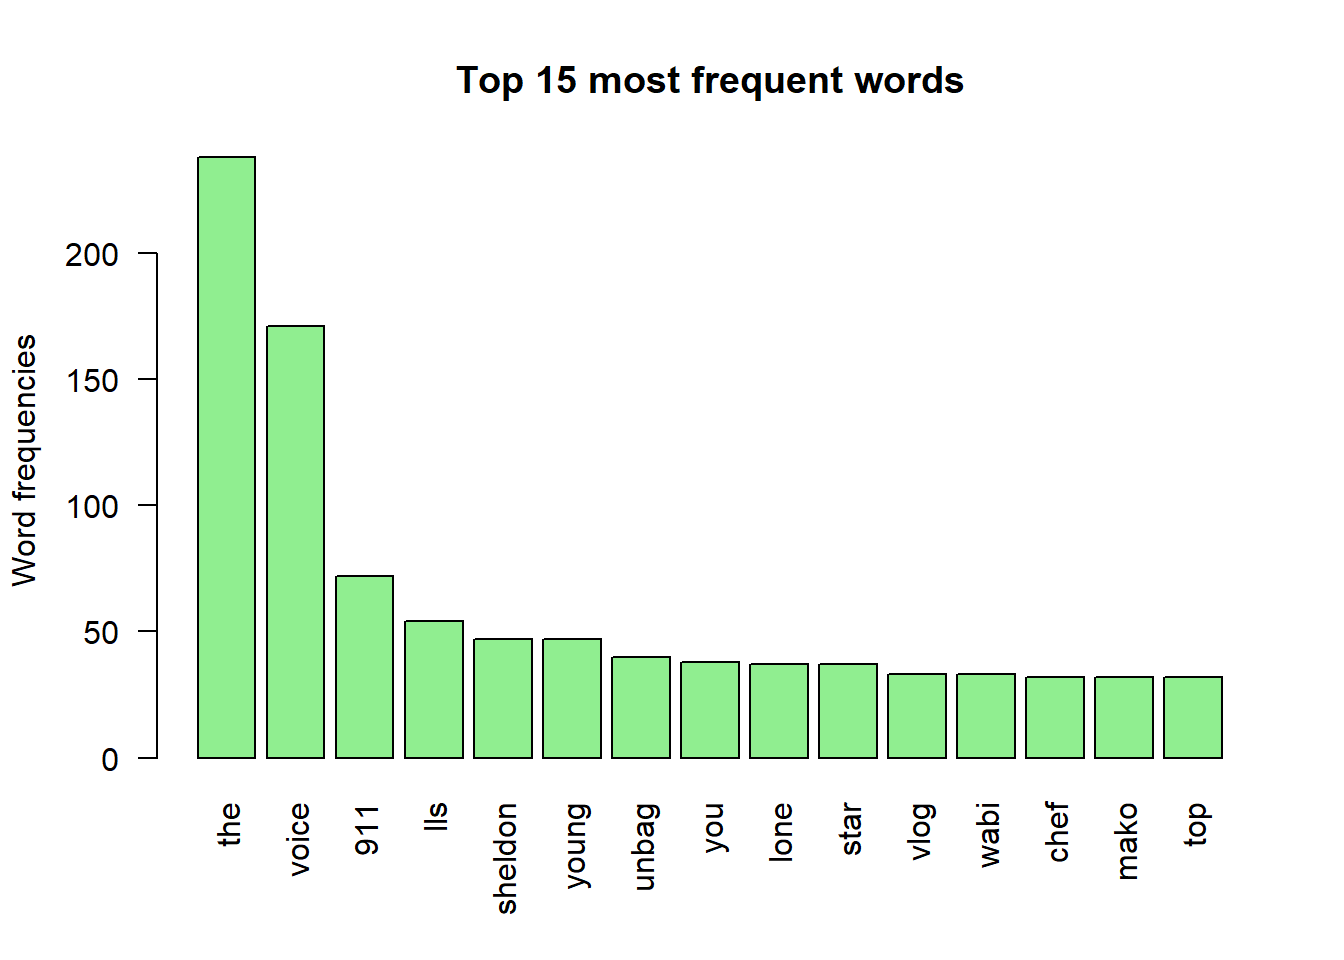 Top 15 most frequent words
Word frequencies
200
150
100
50
0
the
voice
911
lls
sheldon
young
unbag
you
lone
star
vlog
wabi
chef
mako
top